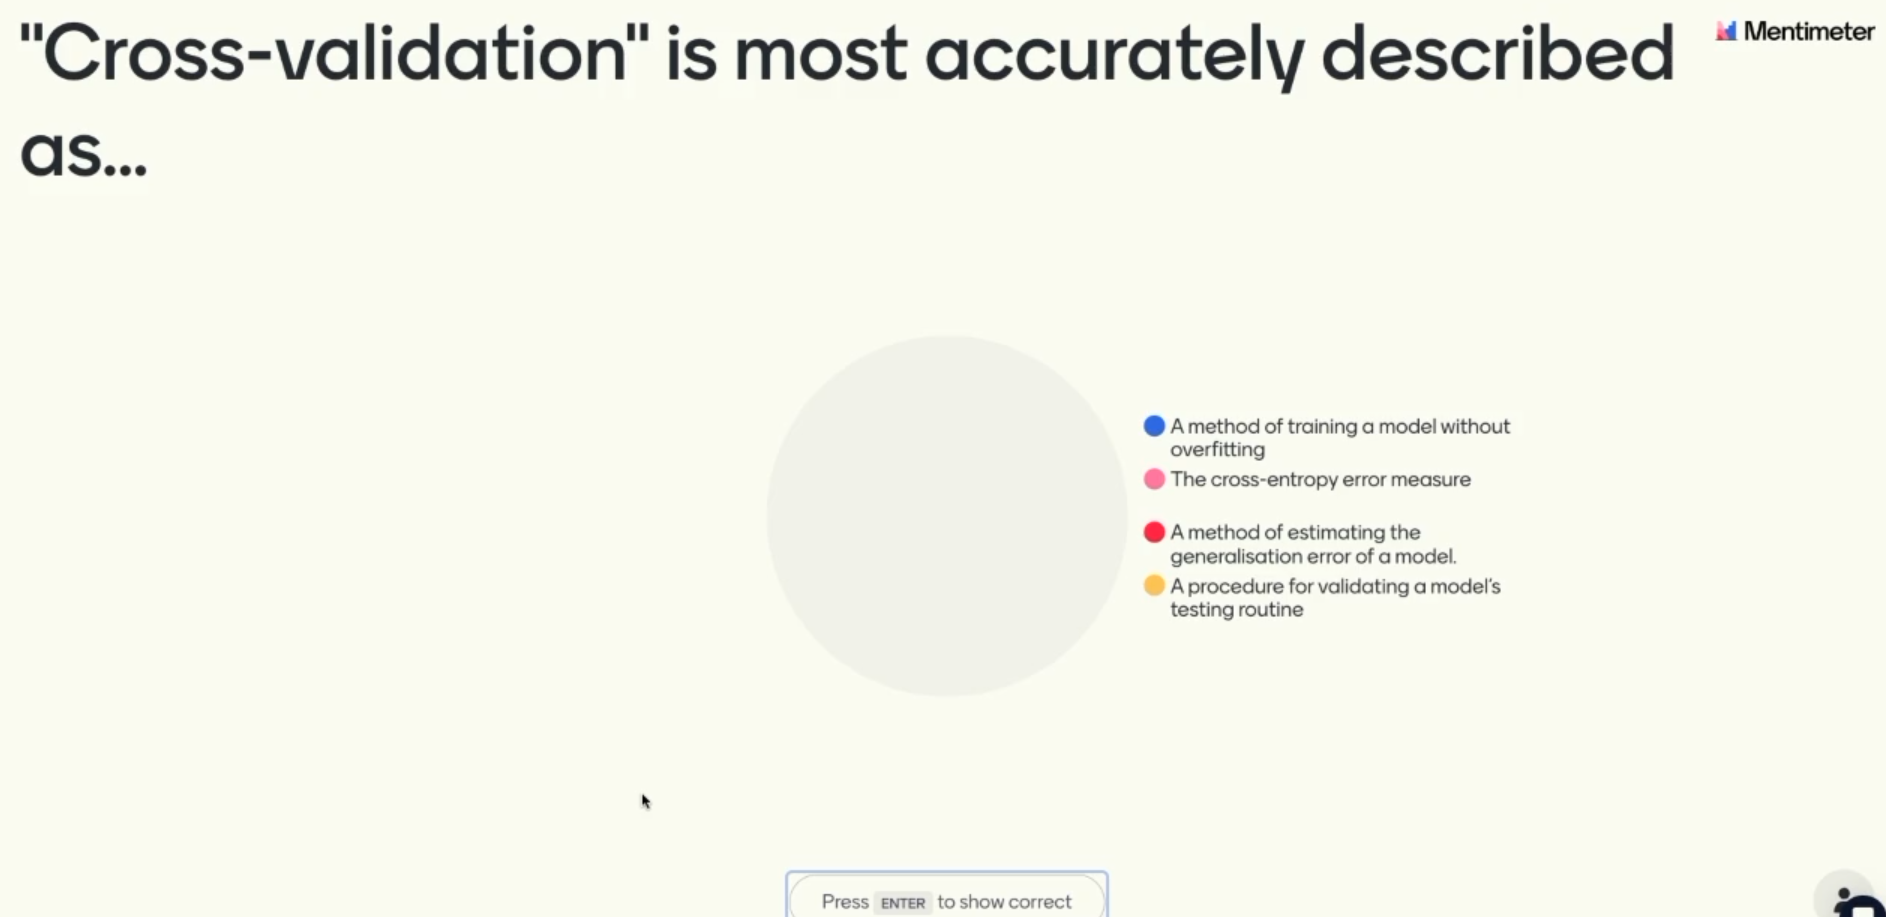 "Cross-validation" is most accurately described
as...
Mentimeter
A method of training a model without
overfitting
The cross-entropy error measure
A method of estimating the
generalisation error of a model.
A procedure for validating a model's
testing routine
Press ENTER to show correct